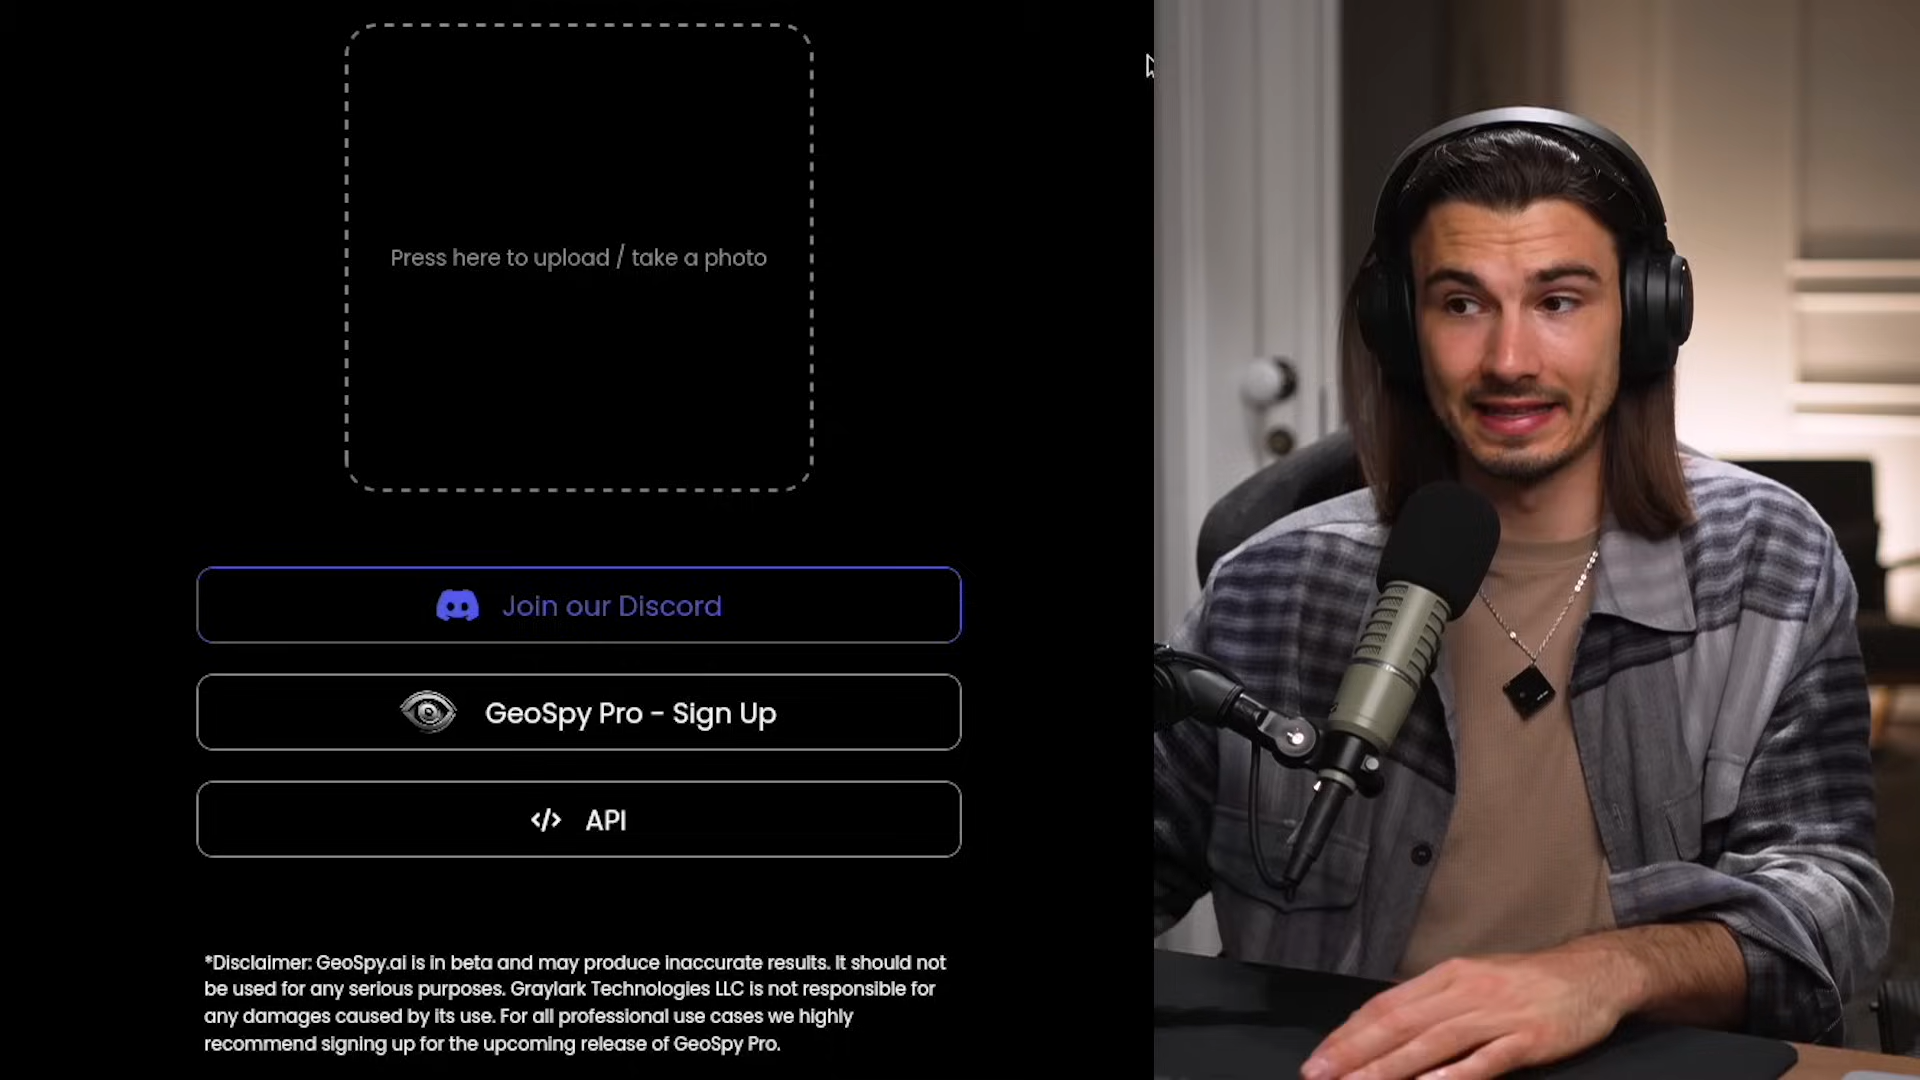 Press here to upload / take a photo
Join our Discord
GeoSpy Pro - Sign Up
</> API
*Disclaimer: GeoSpy.ai is in beta and may produce inaccurate results. It should not
be used for any serious purposes. Graylark Technologies LLC is not responsible for
any damages caused by its use. For all professional use cases we highly
recommend signing up for the upcoming release of GeoSpy Pro.